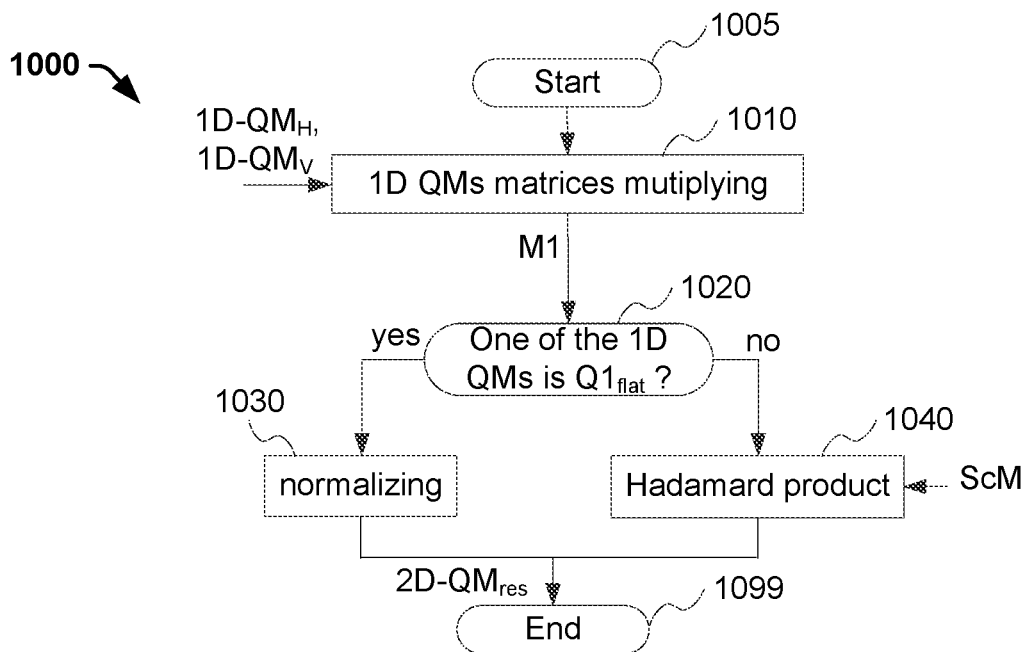 1005
1000
Start
1D-QMH,
1D-QMV
1010
1D QMs matrices mutiplying
M1
1020
yes
One of the 1D
QMs is Q1flat ?
no
1030
1040
normalizing
Hadamard product
ScM
2D-QMres
1099
End